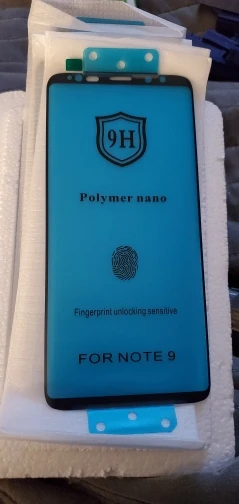 9H
Polymer nano
Fingerprint unlocking sensitive
FOR NOTE 9